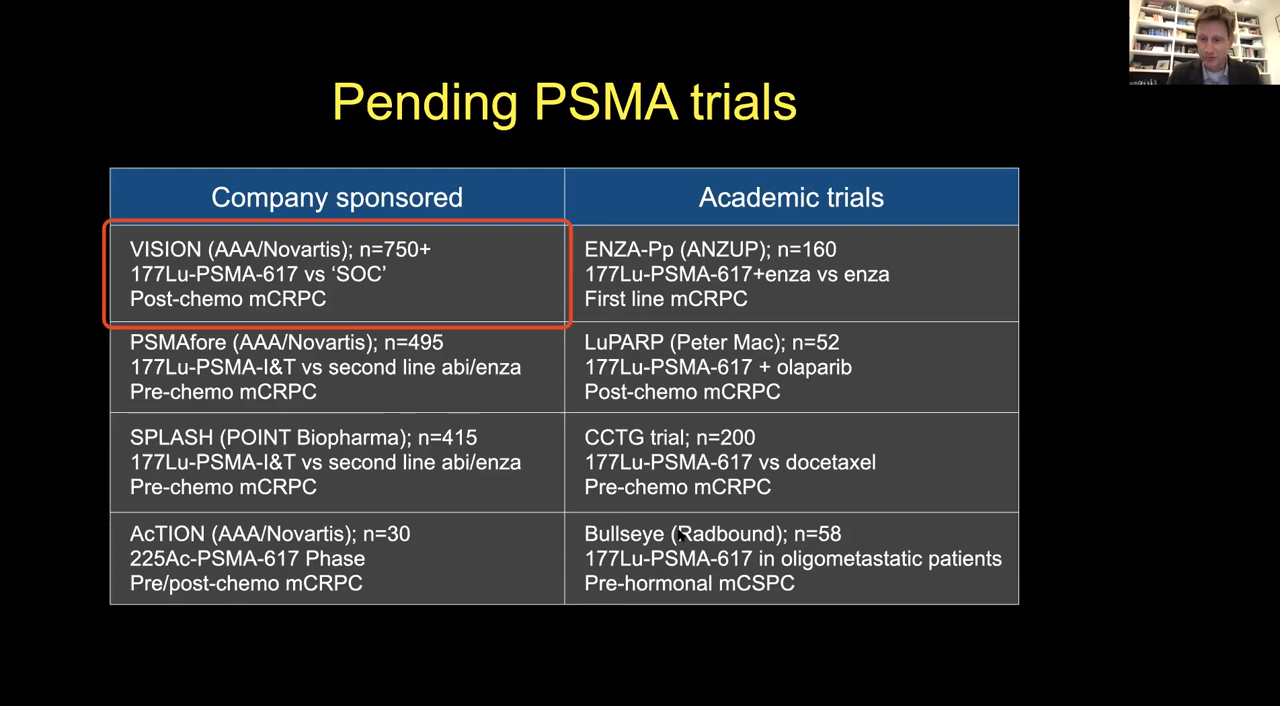 Pending PSMA trials
Company sponsored
Academic trials
VISION (AAA/Novartis); n=750+
177Lu-PSMA-617 vs ‘SOC’
Post-chemo mCRPC
ENZA-Pp (ANZUP); n=160
177Lu-PSMA-617+enza vs enza
First line mCRPC
PSMAfore (AAA/Novartis); n=495
177Lu-PSMA-I&T vs second line abi/enza
Pre-chemo mCRPC
LuPARP (Peter Mac); n=52
177Lu-PSMA-617 + olaparib
Post-chemo mCRPC
SPLASH (POINT Biopharma); n=415
177Lu-PSMA-I&T vs second line abi/enza
Pre-chemo mCRPC
CCTG trial; n=200
177Lu-PSMA-617 vs docetaxel
Pre-chemo mCRPC
AcTION (AAA/Novartis); n=30
225Ac-PSMA-617 Phase
Pre/post-chemo mCRPC
Bullseye (Radbound); n=58
177Lu-PSMA-617 in oligometastatic patients
Pre-hormonal mCSPC